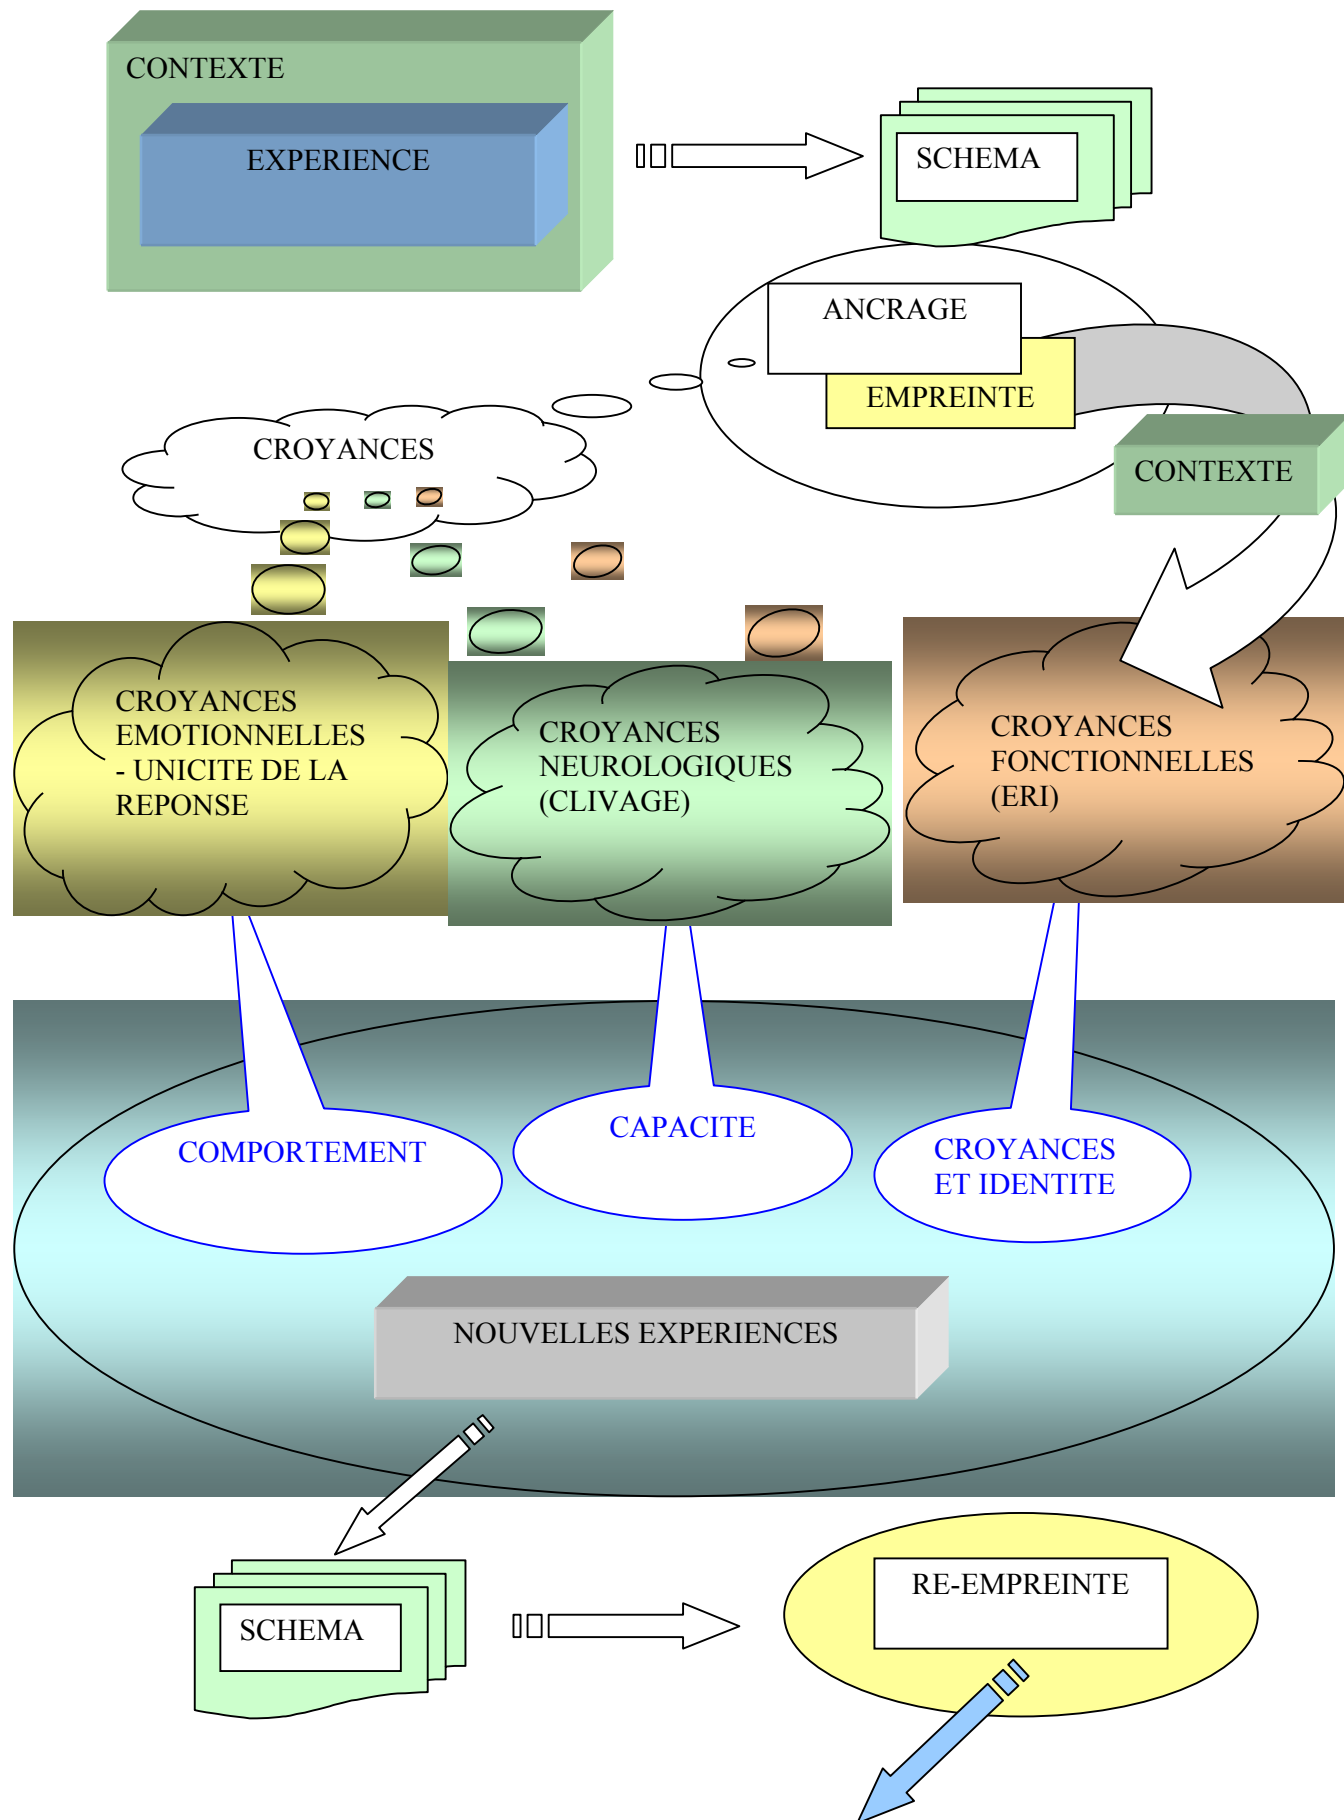 CONTEXTE
EXPERIENCE
SCHEMA
ANCRAGE
EMPREINTE
CROYANCES
CONTEXTE
CROYANCES
EMOTIONNELLES
- UNICITE DE LA
REPONSE
CROYANCES
NEUROLOGIQUES
(CLIVAGE)
CROYANCES
FONCTIONNELLES
(ERI)
COMPORTEMENT
CAPACITE
CROYANCES
ET IDENTITE
NOUVELLES EXPERIENCES
SCHEMA
RE-EMPREINTE